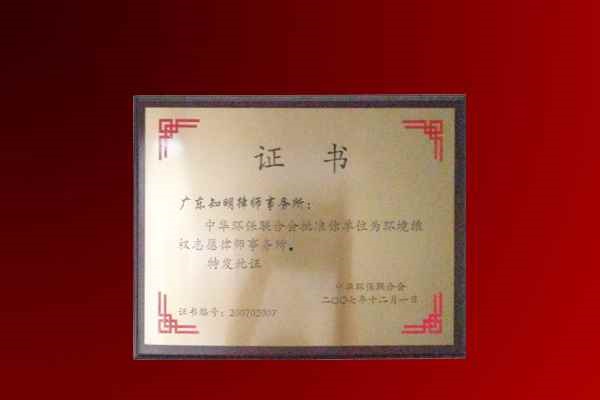 证 书
广东知明律师事务所：
中华环保联合会批准你单位为环境维
权志愿律师事务所。
特发此证
中华环保联合会
二〇〇七年十二月一日
证书编号：200702007